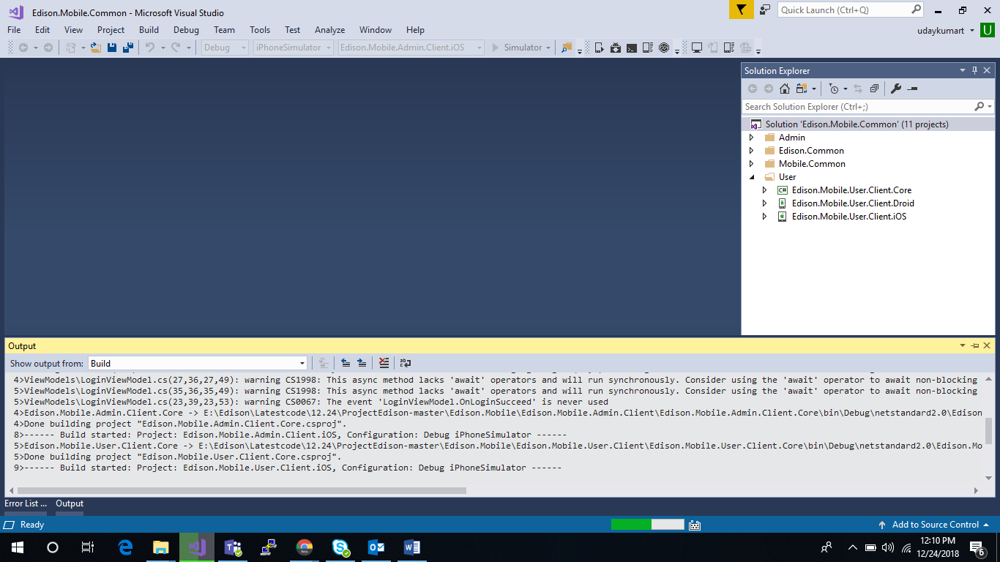 Edison.Mobile.Common - Microsoft Visual Studio
Quick Launch (Ctrl+Q)
File Edit View Project Build Debug Team Tools Test Analyze Window Help
udaykumart U
Debug iPhoneSimulator Edison.Mobile.Admin.Client.iOS Simulator
Solution Explorer
Search Solution Explorer (Ctrl+;)
Solution 'Edison.Mobile.Common' (11 projects)
Admin
Edison.Common
Mobile.Common
User
C# Edison.Mobile.User.Client.Core
Edison.Mobile.User.Client.Droid
Edison.Mobile.User.Client.iOS
Output
Show output from: Build
4>ViewModels\LoginViewModel.cs(27,36,27,49): warning CS1998: This async method lacks 'await' operators and will run synchronously. Consider using the 'await' operator to await non-blocking
5>ViewModels\LoginViewModel.cs(35,36,35,49): warning CS1998: This async method lacks 'await' operators and will run synchronously. Consider using the 'await' operator to await non-blocking
5>ViewModels\LoginViewModel.cs(23,39,23,53): warning CS0067: The event 'LoginViewModel.OnLoginSucceed' is never used
4>Edison.Mobile.Admin.Client.Core -> E:\Edison\Latestcode\12.24\ProjectEdison-master\Edison.Mobile\Edison.Mobile.Admin.Client\Edison.Mobile.Admin.Client.Core\bin\Debug\netstandard2.0\Edison
4>Done building project "Edison.Mobile.Admin.Client.Core.csproj".
8>------ Build started: Project: Edison.Mobile.Admin.Client.iOS, Configuration: Debug iPhoneSimulator ------
5>Edison.Mobile.User.Client.Core -> E:\Edison\Latestcode\12.24\ProjectEdison-master\Edison.Mobile\Edison.Mobile.User.Client\Edison.Mobile.User.Client.Core\bin\Debug\netstandard2.0\Edison.Mo
5>Done building project "Edison.Mobile.User.Client.Core.csproj".
9>------ Build started: Project: Edison.Mobile.User.Client.iOS, Configuration: Debug iPhoneSimulator ------
Error List ... Output
Ready
Add to Source Control
12:10 PM
12/24/2018
6